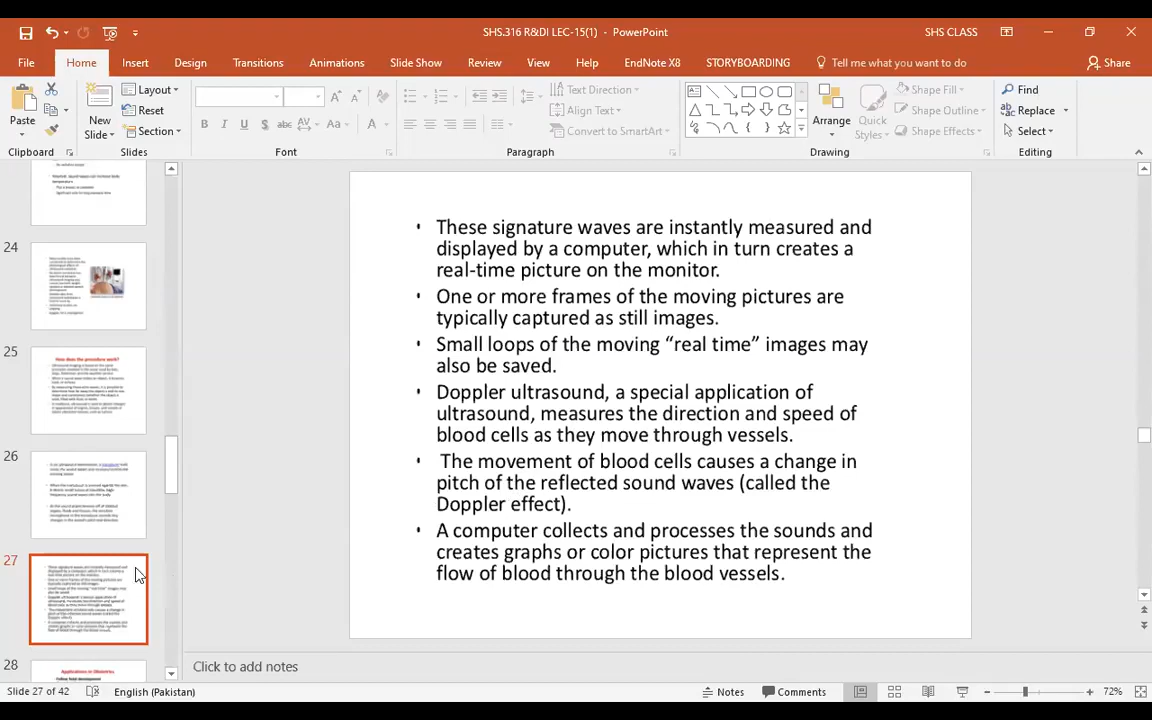 SHS.316 R&DI LEC-15(1) - PowerPoint
SHS CLASS
File Home Insert Design Transitions Animations Slide Show Review View Help EndNote X8 STORYBOARDING Tell me what you want to do Share
Paste
New Slide
Layout
Reset
Section
Text Direction
Align Text
Convert to SmartArt
Arrange
Quick Styles
Shape Fill
Shape Outline
Shape Effects
Find
Replace
Select
Clipboard Slides Font Paragraph Drawing Editing
24
25
How does the procedure work?
26
27
28
Applications in Obstetrics
• These signature waves are instantly measured and
displayed by a computer, which in turn creates a
real-time picture on the monitor.
• One or more frames of the moving pictures are
typically captured as still images.
• Small loops of the moving “real time” images may
also be saved.
• Doppler ultrasound, a special application of
ultrasound, measures the direction and speed of
blood cells as they move through vessels.
• The movement of blood cells causes a change in
pitch of the reflected sound waves (called the
Doppler effect).
• A computer collects and processes the sounds and
creates graphs or color pictures that represent the
flow of blood through the blood vessels.
Click to add notes
Slide 27 of 42 English (Pakistan) Notes Comments 72%